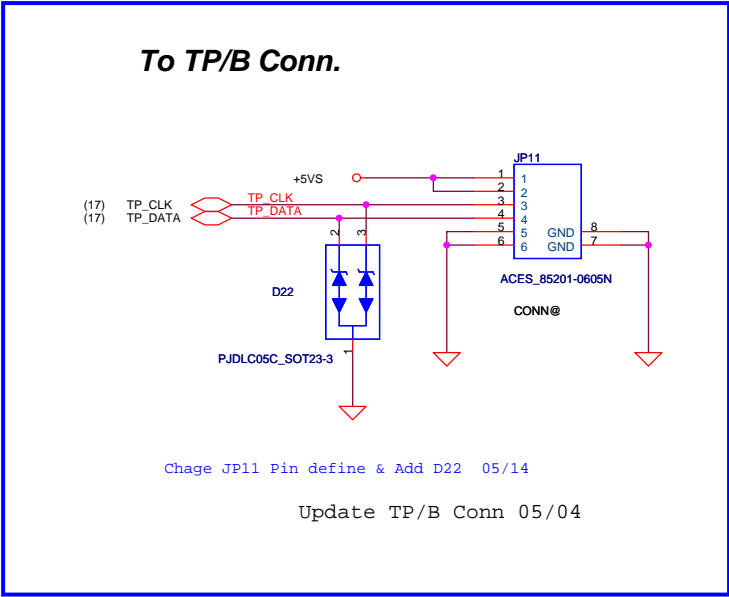 To TP/B Conn.
JP11
+5VS
1 1
2 2
(17) TP_CLK TP_CLK 3 3
(17) TP_DATA TP_DATA 4 4
5 5 GND 8
6 6 GND 7
2 3
ACES_85201-0605N
D22
CONN@
PJDLC05C_SOT23-3
1
Chage JP11 Pin define & Add D22 05/14
Update TP/B Conn 05/04